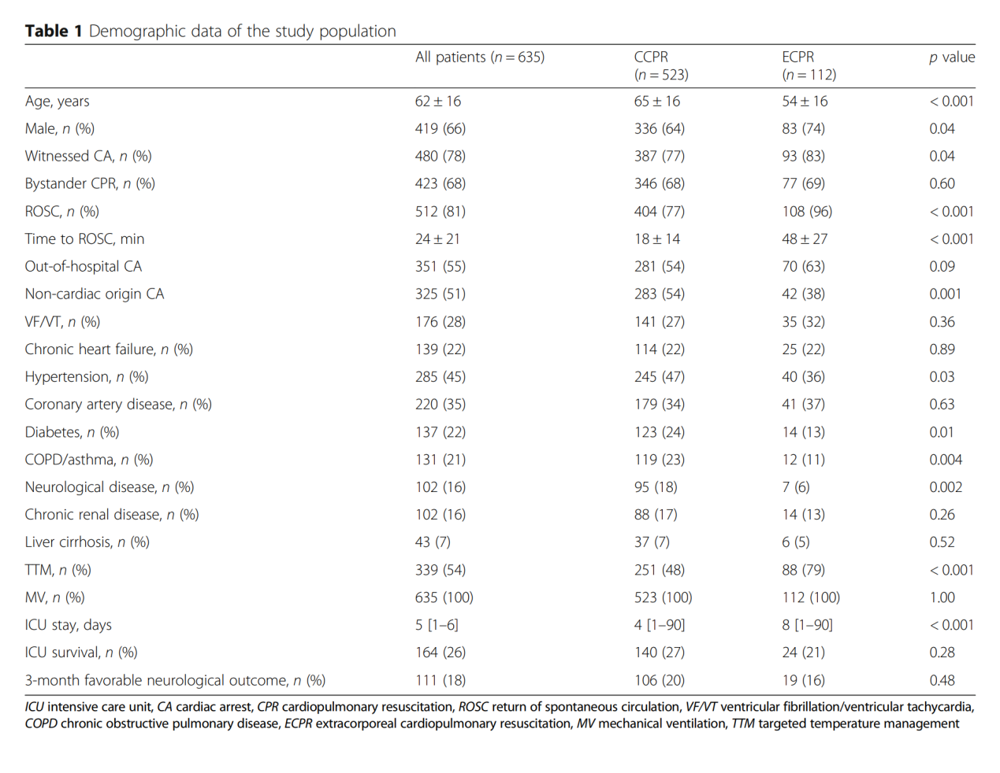 Table 1 Demographic data of the study population
All patients (n = 635) CCPR (n = 523) ECPR (n = 112) p value
Age, years 62 ± 16 65 ± 16 54 ± 16 < 0.001
Male, n (%) 419 (66) 336 (64) 83 (74) 0.04
Witnessed CA, n (%) 480 (78) 387 (77) 93 (83) 0.04
Bystander CPR, n (%) 423 (68) 346 (68) 77 (69) 0.60
ROSC, n (%) 512 (81) 404 (77) 108 (96) < 0.001
Time to ROSC, min 24 ± 21 18 ± 14 48 ± 27 < 0.001
Out-of-hospital CA 351 (55) 281 (54) 70 (63) 0.09
Non-cardiac origin CA 325 (51) 283 (54) 42 (38) 0.001
VF/VT, n (%) 176 (28) 141 (27) 35 (32) 0.36
Chronic heart failure, n (%) 139 (22) 114 (22) 25 (22) 0.89
Hypertension, n (%) 285 (45) 245 (47) 40 (36) 0.03
Coronary artery disease, n (%) 220 (35) 179 (34) 41 (37) 0.63
Diabetes, n (%) 137 (22) 123 (24) 14 (13) 0.01
COPD/asthma, n (%) 131 (21) 119 (23) 12 (11) 0.004
Neurological disease, n (%) 102 (16) 95 (18) 7 (6) 0.002
Chronic renal disease, n (%) 102 (16) 88 (17) 14 (13) 0.26
Liver cirrhosis, n (%) 43 (7) 37 (7) 6 (5) 0.52
TTM, n (%) 339 (54) 251 (48) 88 (79) < 0.001
MV, n (%) 635 (100) 523 (100) 112 (100) 1.00
ICU stay, days 5 [1–6] 4 [1–90] 8 [1–90] < 0.001
ICU survival, n (%) 164 (26) 140 (27) 24 (21) 0.28
3-month favorable neurological outcome, n (%) 111 (18) 106 (20) 19 (16) 0.48
ICU intensive care unit, CA cardiac arrest, CPR cardiopulmonary resuscitation, ROSC return of spontaneous circulation, VF/VT ventricular fibrillation/ventricular tachycardia,
COPD chronic obstructive pulmonary disease, ECPR extracorporeal cardiopulmonary resuscitation, MV mechanical ventilation, TTM targeted temperature management